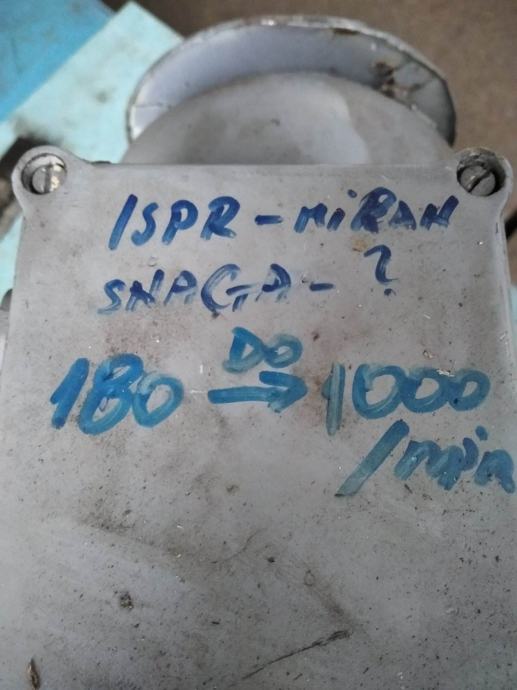 ISPR-MiRAN
SNAGA-?
DO
180 → 1000
/min